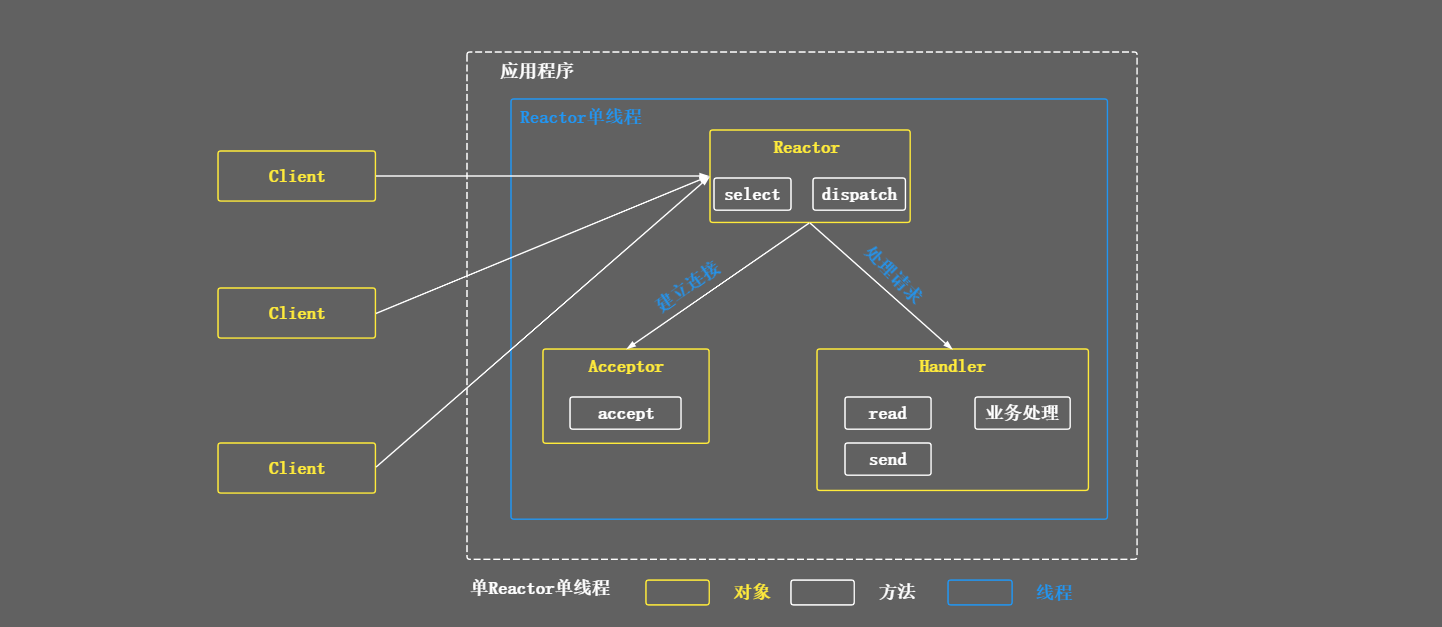 应用程序
Reactor单线程
Reactor
select
dispatch
Client
Client
Client
建立连接
处理请求
Acceptor
accept
Handler
read
业务处理
send
单Reactor单线程
对象
方法
线程